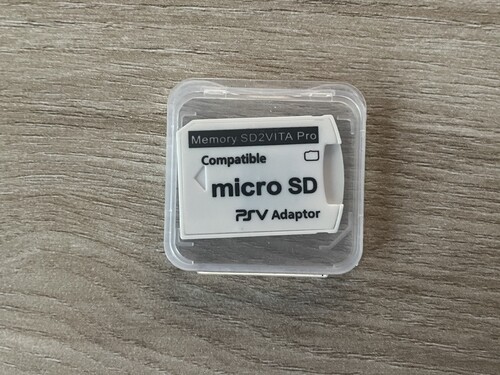 Memory SD2VITA Pro
Compatible
micro SD
PSV Adaptor